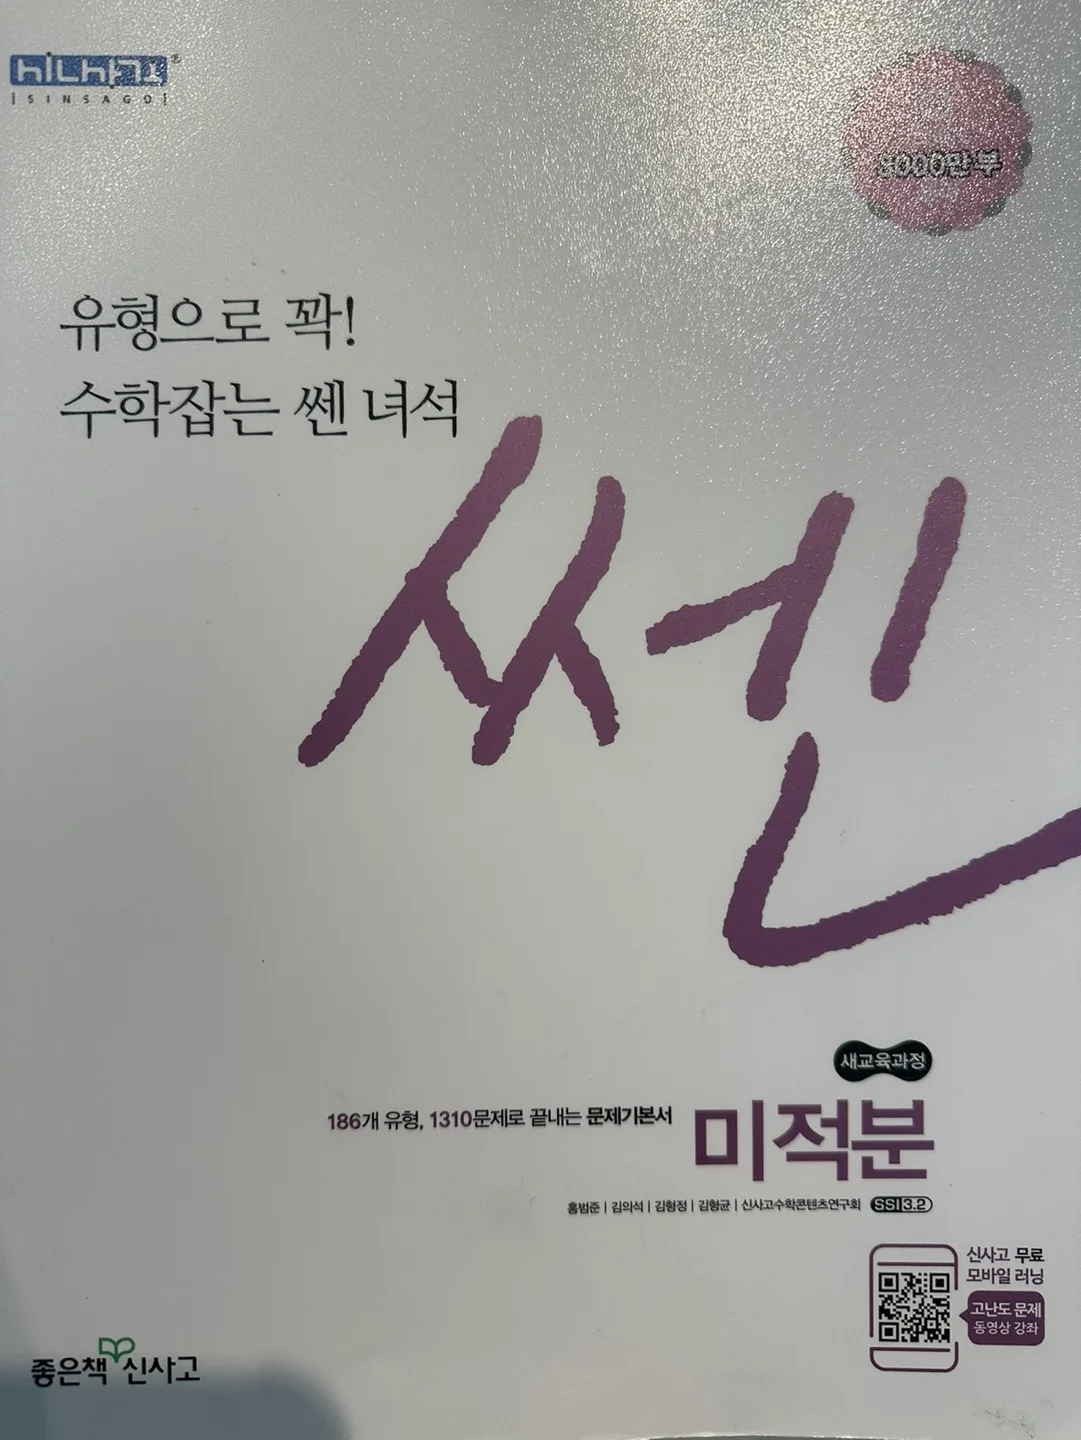 신사고
SINSAGO
3000만 부
유형으로 꽉!
수학잡는 쎈 녀석
쎈
새교육과정
186개 유형, 1310문제로 끝내는 문제기본서
미적분
홍범준 | 김의석 | 김형정 | 김형균 | 신사고수학콘텐츠연구회 SSI3.2
신사고 무료
모바일 러닝
고난도 문제
동영상 강좌
좋은책 신사고